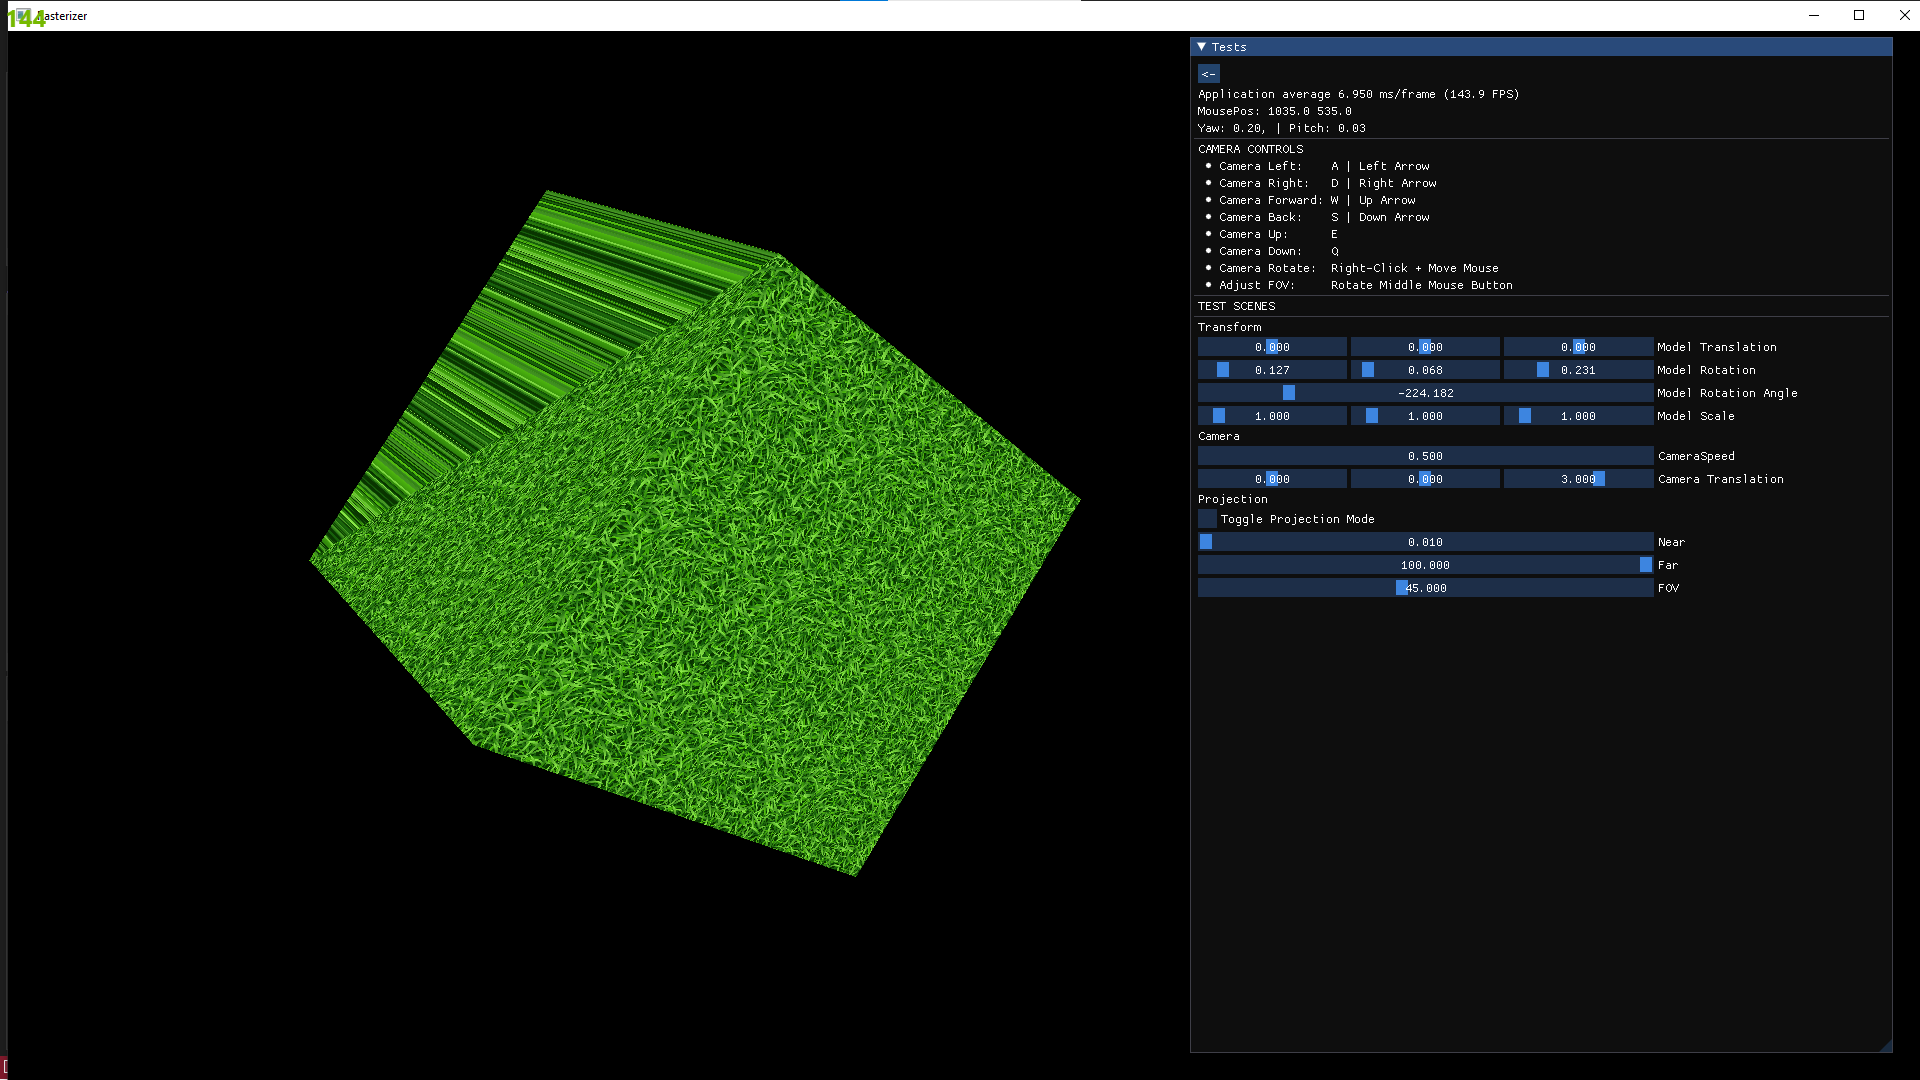 144
Rasterizer
Tests
<-
Application average 6.950 ms/frame (143.9 FPS)
MousePos: 1035.0 535.0
Yaw: 0.20, | Pitch: 0.03
CAMERA CONTROLS
Camera Left: A | Left Arrow
Camera Right: D | Right Arrow
Camera Forward: W | Up Arrow
Camera Back: S | Down Arrow
Camera Up: E
Camera Down: Q
Camera Rotate: Right-Click + Move Mouse
Adjust FOV: Rotate Middle Mouse Button
TEST SCENES
Transform
0.000 0.000 0.000 Model Translation
0.127 0.068 0.231 Model Rotation
-224.182 Model Rotation Angle
1.000 1.000 1.000 Model Scale
Camera
0.500 CameraSpeed
0.000 0.000 3.000 Camera Translation
Projection
Toggle Projection Mode
0.010 Near
100.000 Far
45.000 FOV